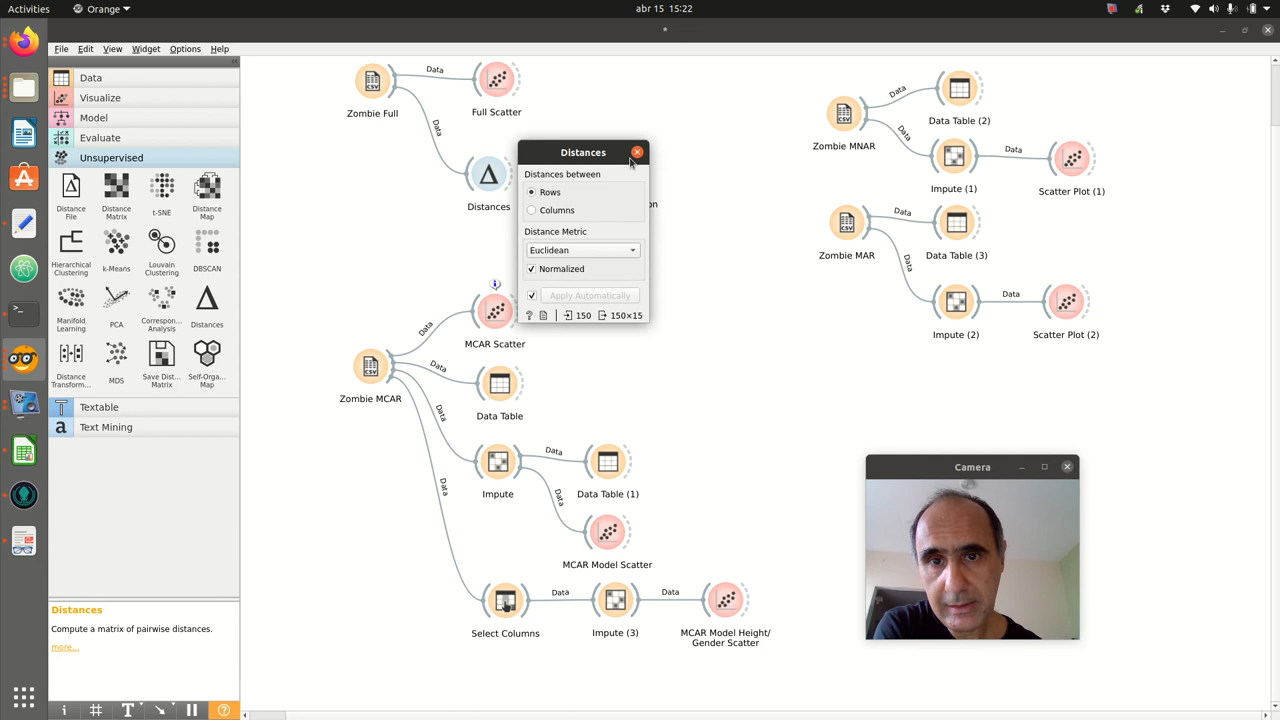 Activities
Orange
abr 15 15:22
File Edit View Widget Options Help
Data
Visualize
Model
Evaluate
Unsupervised
Distance File
Distance Matrix
t-SNE
Distance Map
Hierarchical Clustering
k-Means
Louvain Clustering
DBSCAN
Manifold Learning
PCA
Correspon... Analysis
Distances
Distance Transform...
MDS
Save Dist... Matrix
Self-Orga... Map
Textable
Text Mining
Distances
Compute a matrix of pairwise distances.
more...
Zombie Full
Data
Full Scatter
Data
Distances
Distances
Distances between
Rows
Columns
Distance Metric
Euclidean
Normalized
Apply Automatically
150
150×15
on
Zombie MCAR
Data
MCAR Scatter
Data
Data Table
Data
Impute
Data
Data Table (1)
Data
MCAR Model Scatter
Data
Select Columns
Data
Impute (3)
Data
MCAR Model Height/
Gender Scatter
Zombie MNAR
Data
Data Table (2)
Data
Impute (1)
Data
Scatter Plot (1)
Zombie MAR
Data
Data Table (3)
Data
Impute (2)
Data
Scatter Plot (2)
Camera